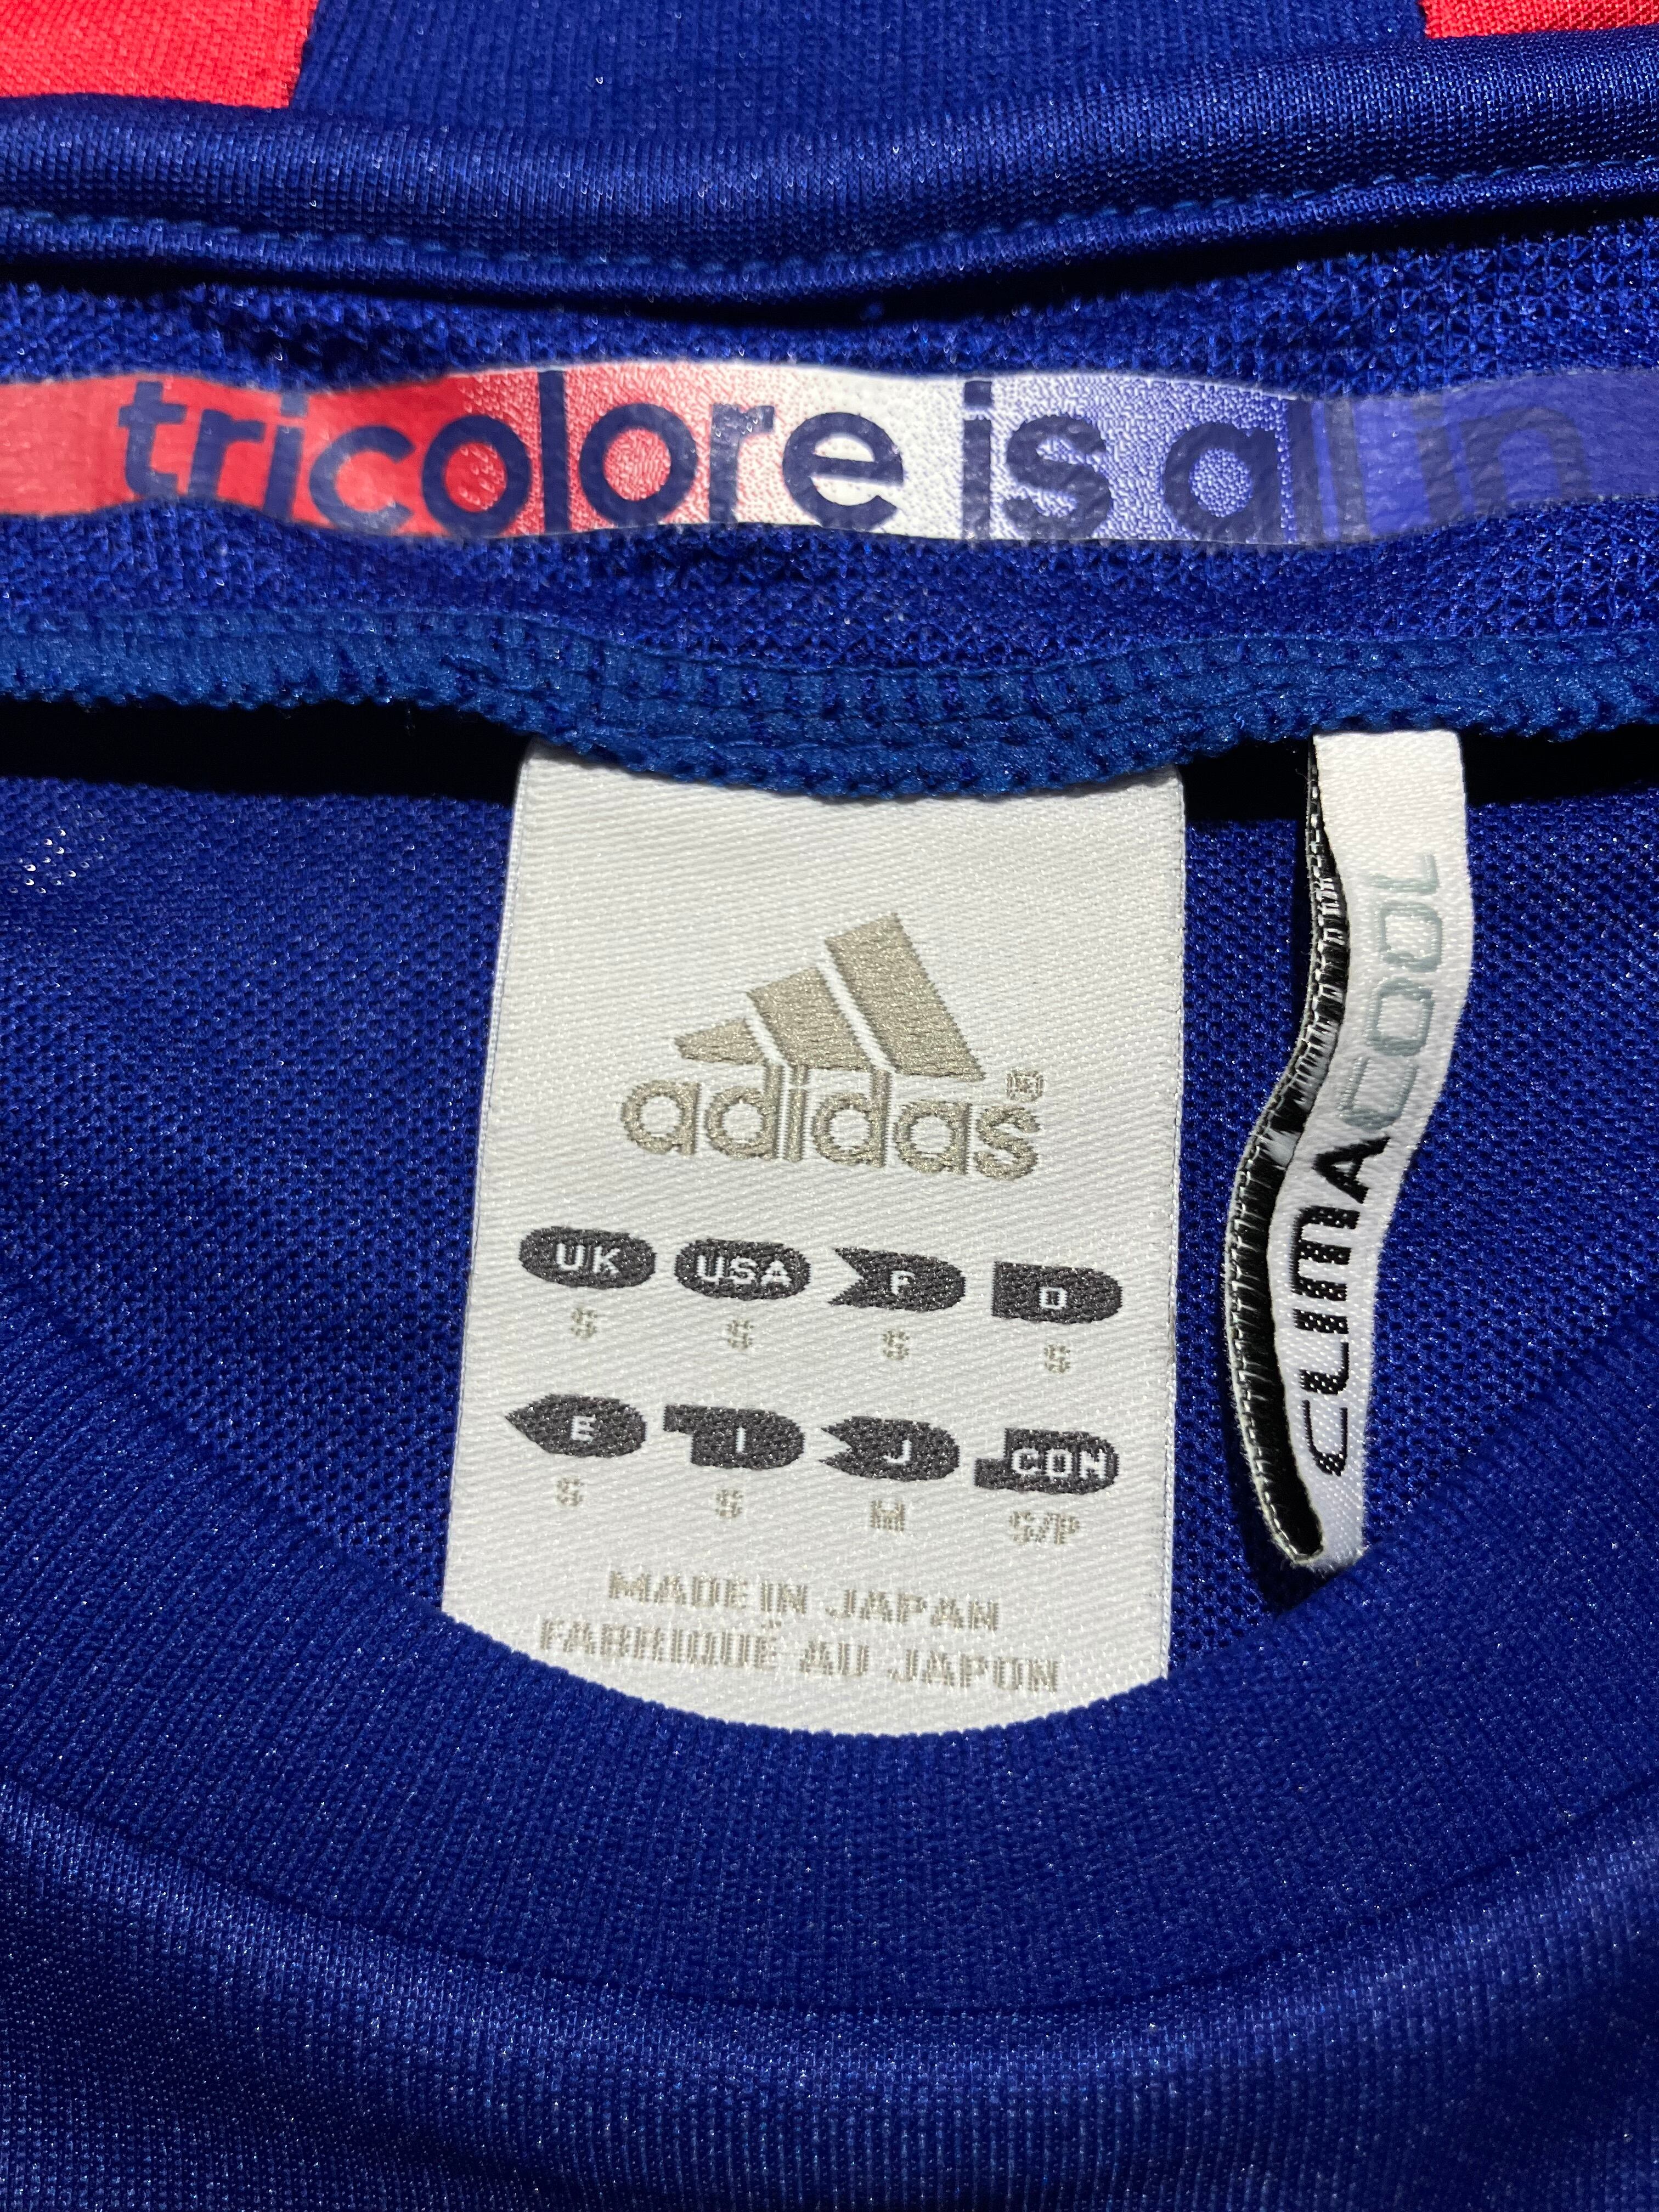 tricolore is all in
adidas®
UK USA F D
S S S S
E I J CDN
S S M S/P
MADE IN JAPAN
FABRIQUÉ AU JAPON
CLIMACOOL